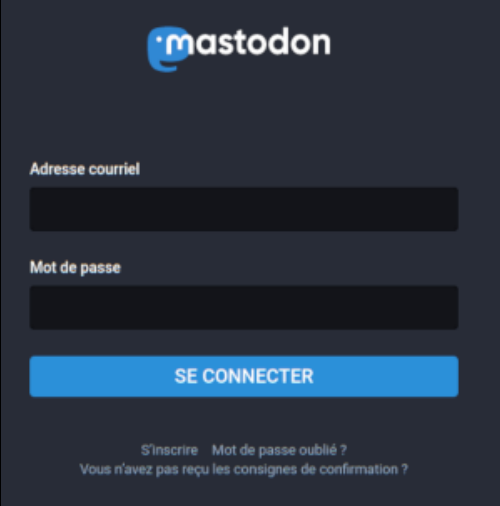 mastodon
Adresse courriel
Mot de passe
SE CONNECTER
S'inscrire Mot de passe oublié ?
Vous n'avez pas reçu les consignes de confirmation ?